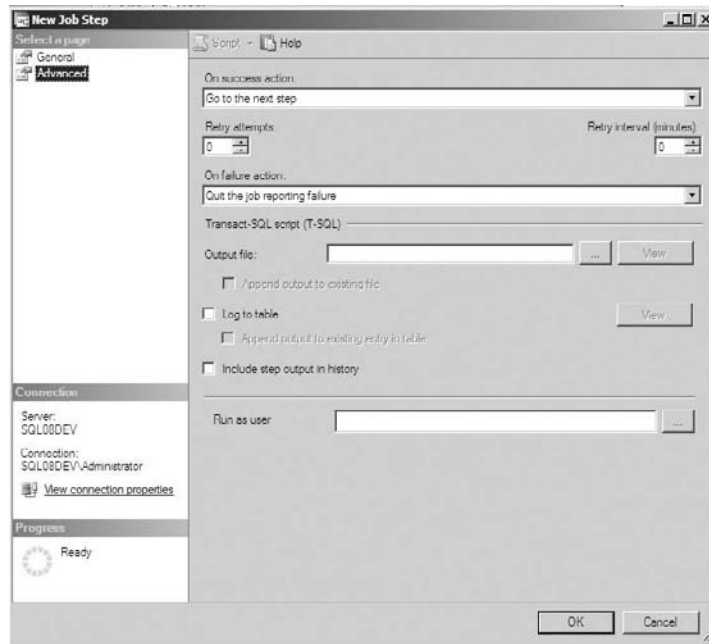 New Job Step
Select a page
General
Advanced
Script
Help
On success action:
Go to the next step
Retry attempts:
0
Retry interval (minutes):
0
On failure action:
Quit the job reporting failure
Transact-SQL script (T-SQL)
Output file:
...
View
Append output to existing file
Log to table
View
Append output to existing entry in table
Include step output in history
Run as user
...
Connection
Server:
SQL08DEV
Connection:
SQL08DEV\Administrator
View connection properties
Progress
Ready
OK
Cancel